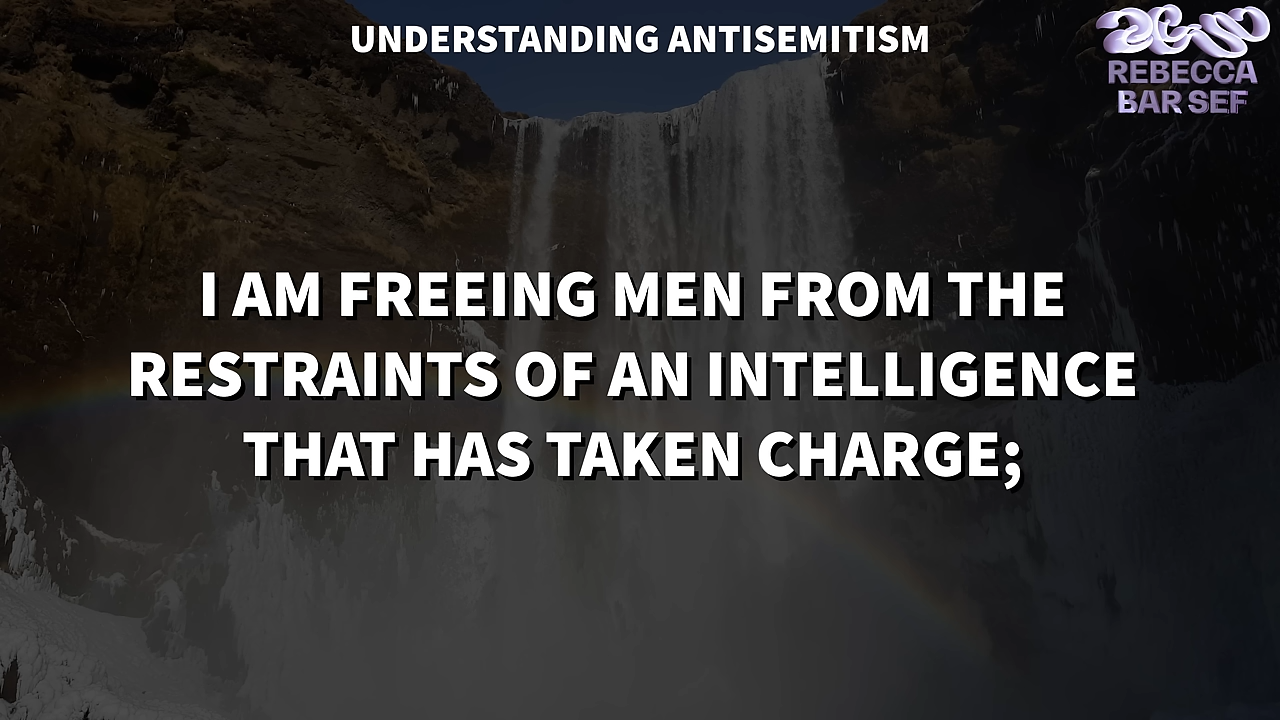 UNDERSTANDING ANTISEMITISM
REBECCA
BAR SEF
I AM FREEING MEN FROM THE
RESTRAINTS OF AN INTELLIGENCE
THAT HAS TAKEN CHARGE;